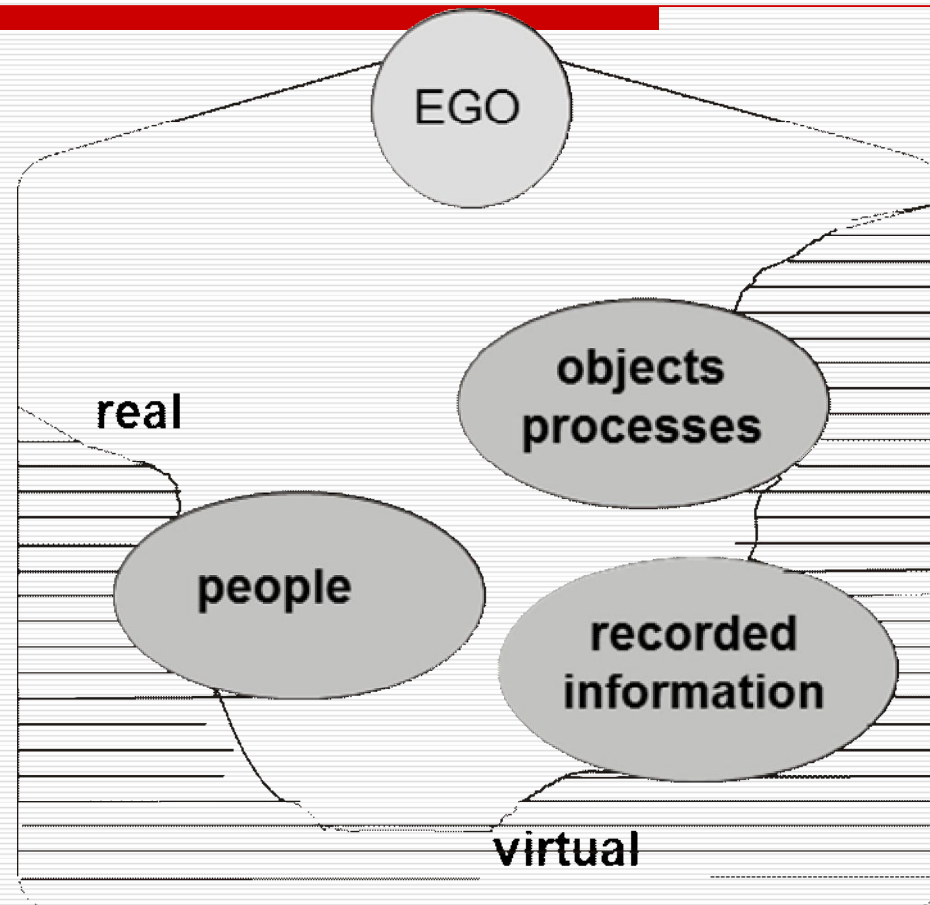 EGO
objects
processes
real
people
recorded
information
virtual